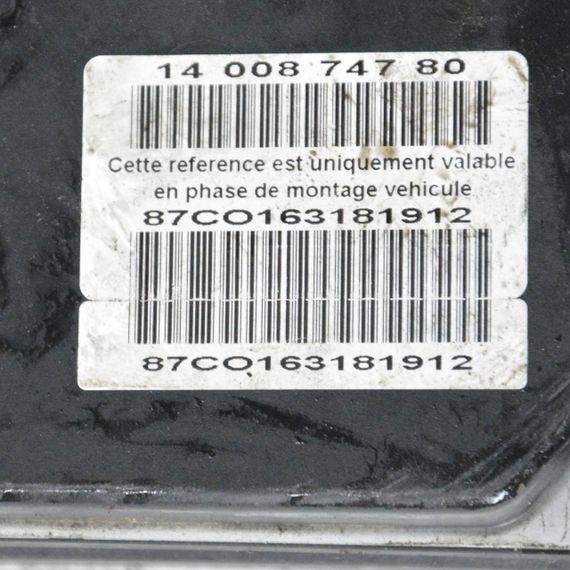 14 008 747 80
Cette reference est uniquement valable
en phase de montage vehicule
87CO163181912
87CO163181912